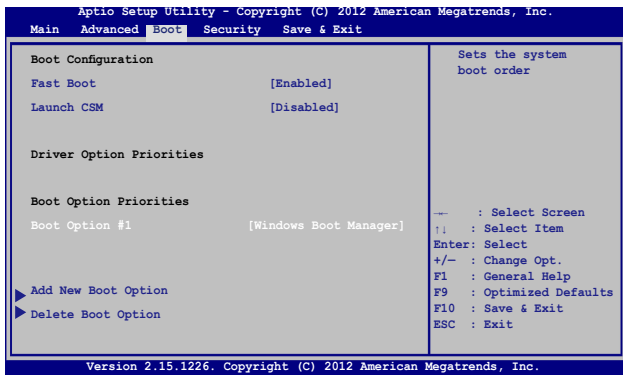 Aptio Setup Utility - Copyright (C) 2012 American Megatrends, Inc.
Main Advanced Boot Security Save & Exit
Boot Configuration
Fast Boot [Enabled]
Launch CSM [Disabled]
Driver Option Priorities
Boot Option Priorities
Boot Option #1 [Windows Boot Manager]
Add New Boot Option
Delete Boot Option
Sets the system
boot order
→← : Select Screen
↑↓ : Select Item
Enter: Select
+/— : Change Opt.
F1 : General Help
F9 : Optimized Defaults
F10 : Save & Exit
ESC : Exit
Version 2.15.1226. Copyright (C) 2012 American Megatrends, Inc.